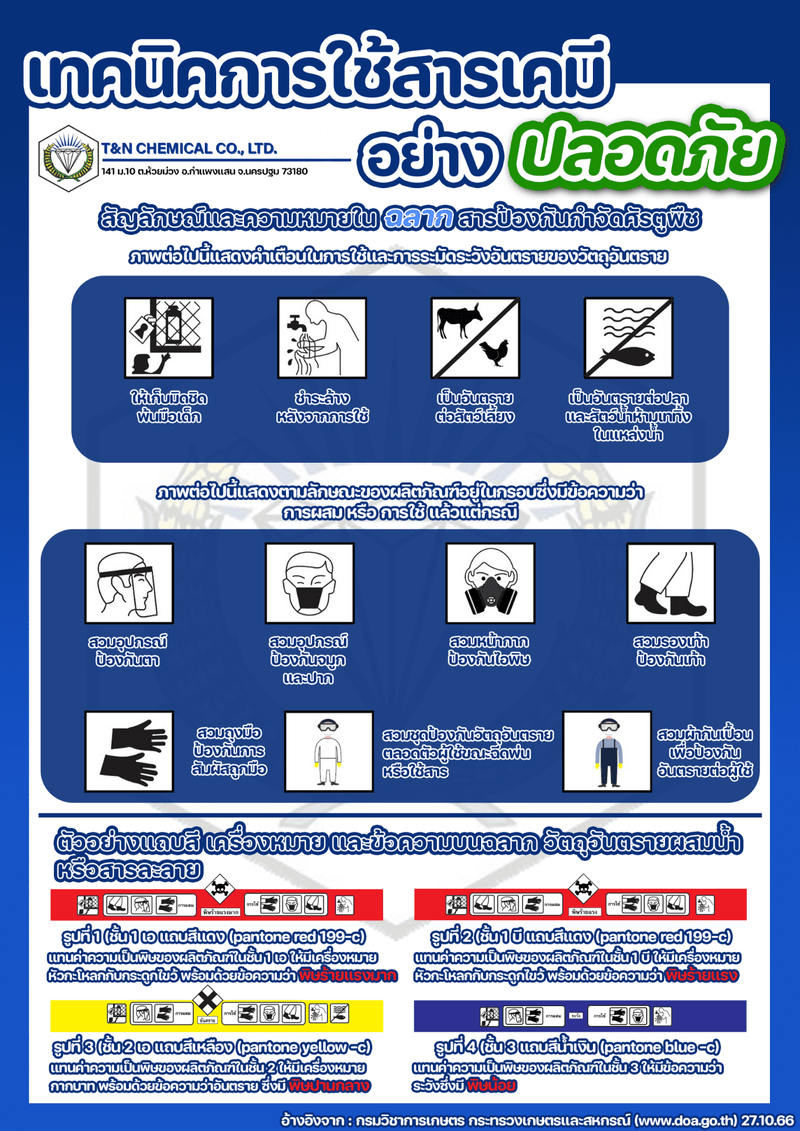 เทคนิคการใช้สารเคมี
อย่าง ปลอดภัย
T&N CHEMICAL CO., LTD.
141 ม.10 ต.ห้วยม่วง อ.กำแพงแสน จ.นครปฐม 73180
สัญลักษณ์และความหมายใน ฉลาก สารป้องกันกำจัดศัตรูพืช
ภาพต่อไปนี้แสดงคำเตือนในการใช้และการระมัดระวังอันตรายของวัตถุอันตราย
ให้เก็บมิดชิด
พ้นมือเด็ก
ชำระล้าง
หลังจากการใช้
เป็นอันตราย
ต่อสัตว์เลี้ยง
เป็นอันตรายต่อปลา
และสัตว์น้ำห้ามเททิ้ง
ในแหล่งน้ำ
ภาพต่อไปนี้แสดงตามลักษณะของผลิตภัณฑ์อยู่ในกรอบซึ่งมีข้อความว่า
การผสม หรือ การใช้ แล้วแต่กรณี
สวมอุปกรณ์
ป้องกันตา
สวมอุปกรณ์
ป้องกันจมูก
และปาก
สวมหน้ากาก
ป้องกันไอพิษ
สวมรองเท้า
ป้องกันเท้า
สวมถุงมือ
ป้องกันการ
สัมผัสถูกมือ
สวมชุดป้องกันวัตถุอันตราย
ตลอดตัวผู้ใช้ขณะฉีดพ่น
หรือใช้สาร
สวมผ้ากันเปื้อน
เพื่อป้องกัน
อันตรายต่อผู้ใช้
ตัวอย่างแถบสี เครื่องหมาย และข้อความบนฉลาก วัตถุอันตรายผสมน้ำ
หรือสารละลาย
การผสม
พิษร้ายแรงมาก
การใช้
การผสม
พิษร้ายแรง
การใช้
รูปที่ 1 (ชั้น 1 เอ แถบสีแดง (pantone red 199-c)
แทนค่าความเป็นพิษของผลิตภัณฑ์ในชั้น 1 เอ ให้มีเครื่องหมาย
หัวกะโหลกกับกระดูกไขว้ พร้อมด้วยข้อความว่า พิษร้ายแรงมาก
รูปที่ 2 (ชั้น 1 บี แถบสีแดง (pantone red 199-c)
แทนค่าความเป็นพิษของผลิตภัณฑ์ในชั้น 1 บี ให้มีเครื่องหมาย
หัวกะโหลกกับกระดูกไขว้ พร้อมด้วยข้อความว่า พิษร้ายแรง
การผสม
อันตราย
การใช้
การผสม
ระวัง
การใช้
รูปที่ 3 (ชั้น 2 เอ แถบสีเหลือง (pantone yellow -c)
แทนค่าความเป็นพิษของผลิตภัณฑ์ในชั้น 2 ให้มีเครื่องหมาย
กากบาท พร้อมด้วยข้อความว่าอันตราย ซึ่งมี พิษปานกลาง
รูปที่ 4 (ชั้น 3 แถบสีน้ำเงิน (pantone blue -c)
แทนค่าความเป็นพิษของผลิตภัณฑ์ในชั้น 3 ให้มีข้อความว่า
ระวังซึ่งมี พิษน้อย
อ้างอิงจาก : กรมวิชาการเกษตร กระทรวงเกษตรและสหกรณ์ (www.doa.go.th) 27.10.66